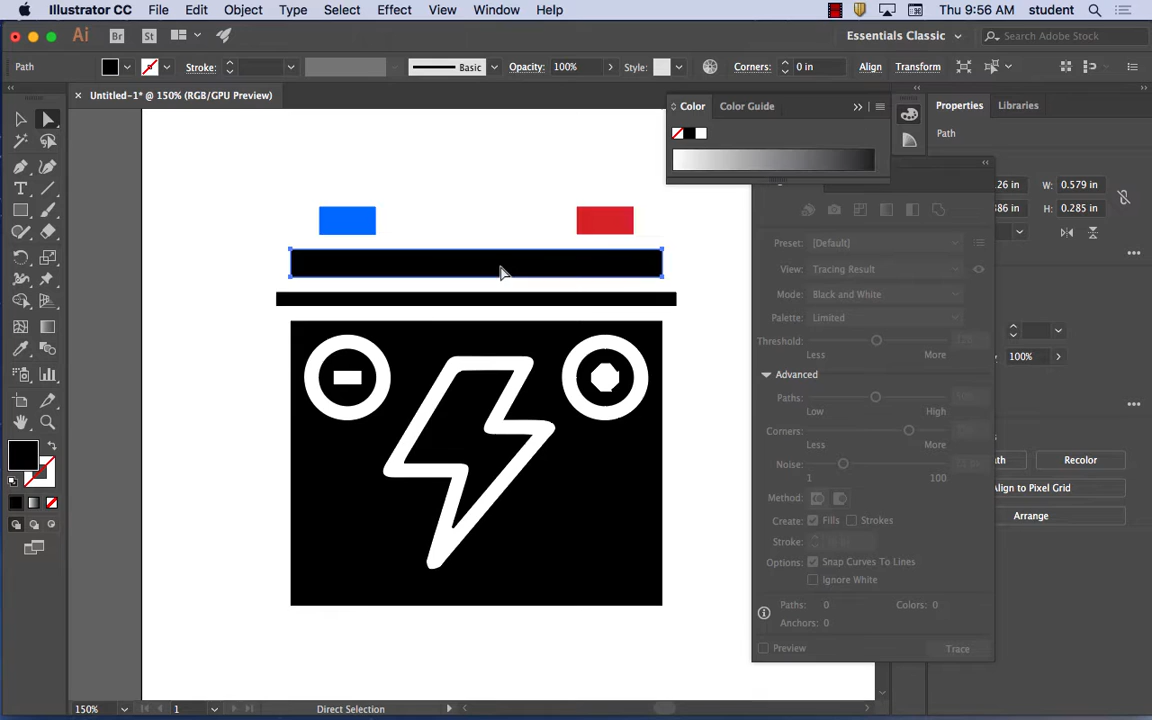 Illustrator CC File Edit Object Type Select Effect View Window Help Thu 9:56 AM student
Ai Br St Essentials Classic Search Adobe Stock
Path Stroke: Basic Opacity: 100% Style: Corners: 0 in Align Transform
Untitled-1* @ 150% (RGB/GPU Preview)
Color Color Guide
Properties Libraries
Path
26 in W: 0.579 in
86 in H: 0.285 in
Preset: [Default]
View: Tracing Result
Mode: Black and White
Palette: Limited
Threshold:
Less More
100%
Advanced
Paths:
Low High
Corners:
Less More
Noise:
1 100
Method:
Create: Fills Strokes
Stroke:
Options: Snap Curves To Lines
Ignore White
Paths: 0 Colors: 0
Anchors: 0
Preview Trace
ath Recolor
Align to Pixel Grid
Arrange
150% 1 Direct Selection